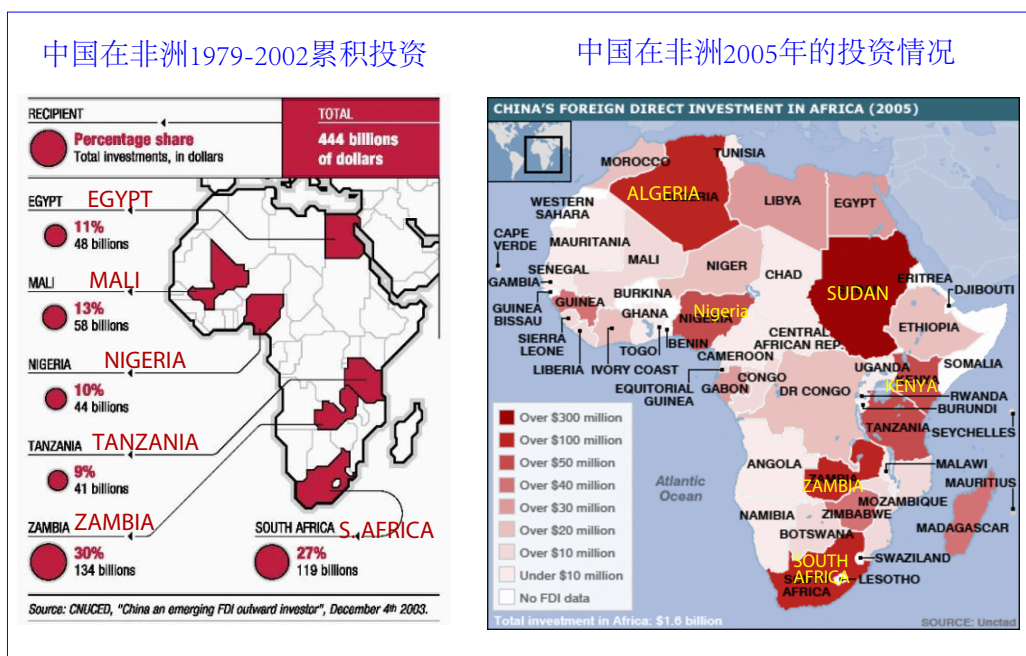 中国在非洲1979-2002累积投资
RECIPIENT
Percentage share
Total investments, in dollars
TOTAL
444 billions
of dollars
EGYPT
EGYPT
11%
48 billions
MALI
MALI
13%
58 billions
NIGERIA
NIGERIA
10%
44 billions
TANZANIA
TANZANIA
9%
41 billions
ZAMBIA
ZAMBIA
30%
134 billions
SOUTH AFRICA
S. AFRICA
27%
119 billions
Source: CNUCED, "China an emerging FDI outward investor", December 4th 2003.
中国在非洲2005年的投资情况
CHINA'S FOREIGN DIRECT INVESTMENT IN AFRICA (2005)
MOROCCO
TUNISIA
ALGERIA
WESTERN
SAHARA
LIBYA
EGYPT
CAPE
VERDE
MAURITANIA
MALI
NIGER
CHAD
SUDAN
ERITREA
DJIBOUTI
SENEGAL
GAMBIA
GUINEA
BISSAU
GUINEA
BURKINA
GHANA
NIGERIA
Nigeria
ETHIOPIA
SIERRA
LEONE
LIBERIA
IVORY COAST
TOGO
BENIN
CENTRAL
AFRICAN REP.
CAMEROON
EQUITORIAL
GUINEA
GABON
CONGO
DR CONGO
UGANDA
KENYA
KENYA
SOMALIA
RWANDA
BURUNDI
SEYCHELLES
TANZANIA
ANGOLA
ZAMBIA
ZAMBIA
MALAWI
MAURITIUS
MOZAMBIQUE
ZIMBABWE
NAMIBIA
BOTSWANA
MADAGASCAR
SWAZILAND
LESOTHO
SOUTH
AFRICA
AFRICA
Atlantic
Ocean
Over $300 million
Over $100 million
Over $50 million
Over $40 million
Over $30 million
Over $20 million
Over $10 million
Under $10 million
No FDI data
Total investment in Africa: $1.6 billion
SOURCE: Unctad